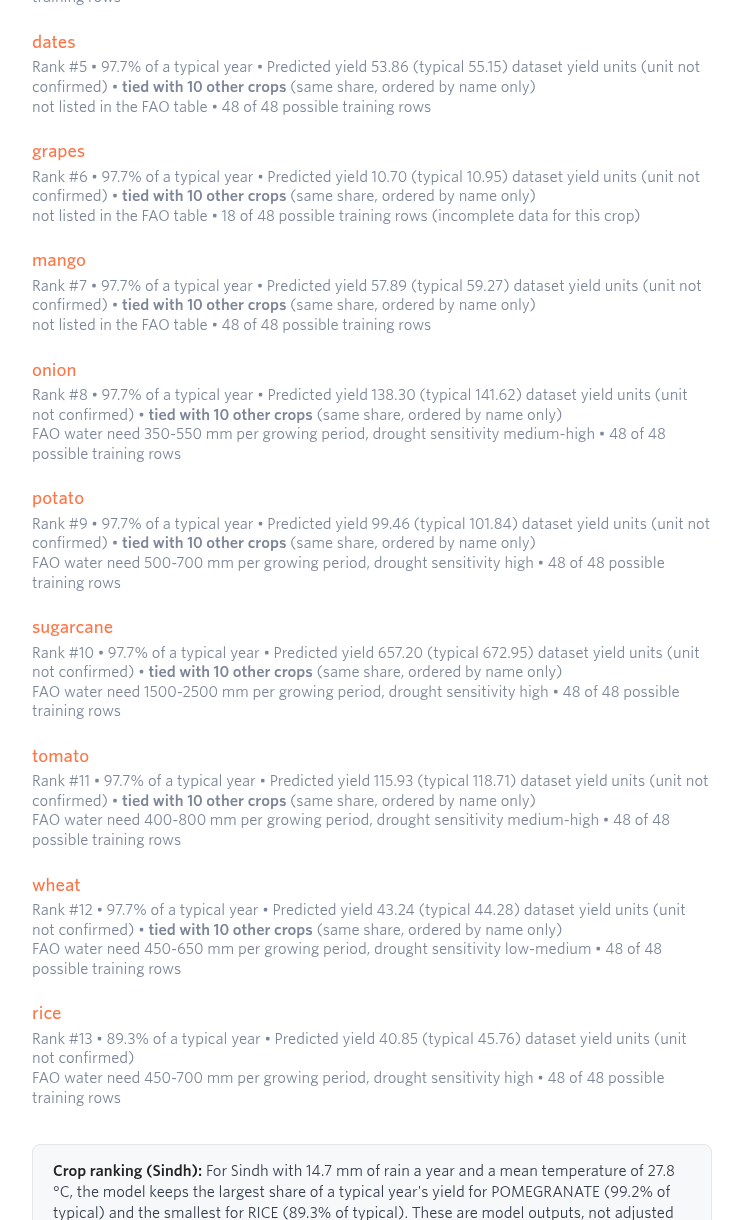 training rows
dates
Rank #5 • 97.7% of a typical year • Predicted yield 53.86 (typical 55.15) dataset yield units (unit not
confirmed) • tied with 10 other crops (same share, ordered by name only)
not listed in the FAO table • 48 of 48 possible training rows
grapes
Rank #6 • 97.7% of a typical year • Predicted yield 10.70 (typical 10.95) dataset yield units (unit not
confirmed) • tied with 10 other crops (same share, ordered by name only)
not listed in the FAO table • 18 of 48 possible training rows (incomplete data for this crop)
mango
Rank #7 • 97.7% of a typical year • Predicted yield 57.89 (typical 59.27) dataset yield units (unit not
confirmed) • tied with 10 other crops (same share, ordered by name only)
not listed in the FAO table • 48 of 48 possible training rows
onion
Rank #8 • 97.7% of a typical year • Predicted yield 138.30 (typical 141.62) dataset yield units (unit
not confirmed) • tied with 10 other crops (same share, ordered by name only)
FAO water need 350-550 mm per growing period, drought sensitivity medium-high • 48 of 48
possible training rows
potato
Rank #9 • 97.7% of a typical year • Predicted yield 99.46 (typical 101.84) dataset yield units (unit not
confirmed) • tied with 10 other crops (same share, ordered by name only)
FAO water need 500-700 mm per growing period, drought sensitivity high • 48 of 48 possible
training rows
sugarcane
Rank #10 • 97.7% of a typical year • Predicted yield 657.20 (typical 672.95) dataset yield units (unit
not confirmed) • tied with 10 other crops (same share, ordered by name only)
FAO water need 1500-2500 mm per growing period, drought sensitivity high • 48 of 48 possible
training rows
tomato
Rank #11 • 97.7% of a typical year • Predicted yield 115.93 (typical 118.71) dataset yield units (unit not
confirmed) • tied with 10 other crops (same share, ordered by name only)
FAO water need 400-800 mm per growing period, drought sensitivity medium-high • 48 of 48
possible training rows
wheat
Rank #12 • 97.7% of a typical year • Predicted yield 43.24 (typical 44.28) dataset yield units (unit
not confirmed) • tied with 10 other crops (same share, ordered by name only)
FAO water need 450-650 mm per growing period, drought sensitivity low-medium • 48 of 48
possible training rows
rice
Rank #13 • 89.3% of a typical year • Predicted yield 40.85 (typical 45.76) dataset yield units (unit
not confirmed)
FAO water need 450-700 mm per growing period, drought sensitivity high • 48 of 48 possible
training rows
Crop ranking (Sindh): For Sindh with 14.7 mm of rain a year and a mean temperature of 27.8
°C, the model keeps the largest share of a typical year's yield for POMEGRANATE (99.2% of
typical) and the smallest for RICE (89.3% of typical). These are model outputs, not adjusted